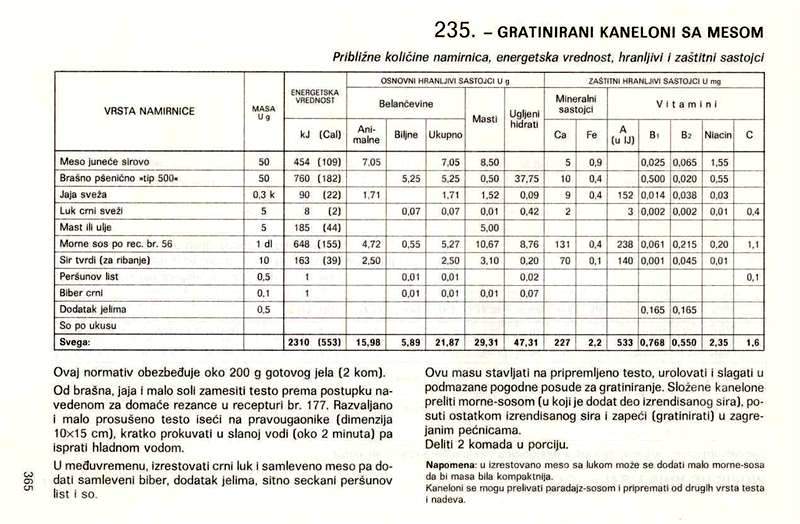 235. – GRATINIRANI KANELONI SA MESOM
Približne količine namirnica, energetska vrednost, hranljivi i zaštitni sastojci
VRSTA NAMIRNICE MASA U g ENERGETSKA VREDNOST OSNOVNI HRANLJIVI SASTOJCI U g ZAŠTITNI HRANLJIVI SASTOJCI U mg
Belančevine Masti Ugljeni hidrati Mineralni sastojci Vitamini
kJ (Cal) Ani-malne Biljne Ukupno Ca Fe A (u IJ) B1 B2 Niacin C
Meso juneće sirovo 50 454 (109) 7,05 7,05 8,50 5 0,9 0,025 0,065 1,55
Brašno pšenično »tip 500« 50 760 (182) 5,25 5,25 0,50 37,75 10 0,4 0,500 0,020 0,55
Jaja sveža 0,3 k 90 (22) 1,71 1,71 1,52 0,09 9 0,4 152 0,014 0,038 0,03
Luk crni sveži 5 8 (2) 0,07 0,07 0,01 0,42 2 3 0,002 0,002 0,01 0,4
Mast ili ulje 5 185 (44) 5,00
Morne sos po rec. br. 56 1 dl 648 (155) 4,72 0,55 5,27 10,67 8,76 131 0,4 238 0,061 0,215 0,20 1,1
Sir tvrdi (za ribanje) 10 163 (39) 2,50 2,50 3,10 0,20 70 0,1 140 0,001 0,045 0,01
Peršunov list 0,5 1 0,01 0,01 0,02 0,1
Biber crni 0,1 1 0,01 0,01 0,01 0,07
Dodatak jelima 0,5 0,165 0,165
So po ukusu
Svega: 2310 (553) 15,98 5,89 21,87 29,31 47,31 227 2,2 533 0,768 0,550 2,35 1,6
Ovaj normativ obezbeđuje oko 200 g gotovog jela (2 kom).
Od brašna, jaja i malo soli zamesiti testo prema postupku na-
vedenom za domaće rezance u recepturi br. 177. Razvaljano
i malo prosušeno testo iseći na pravougaonike (dimenzija
10×15 cm), kratko prokuvati u slanoj vodi (oko 2 minuta) pa
isprati hladnom vodom.
U međuvremenu, izrestovati crni luk i samleveno meso pa do-
dati samleveni biber, dodatak jelima, sitno seckani peršunov
list i so.
Ovu masu stavljati na pripremljeno testo, urolovati i slagati u
podmazane pogodne posude za gratiniranje. Složene kanelone
preliti morne-sosom (u koji je dodat deo izrendisanog sira), po-
suti ostatkom izrendisanog sira i zapeći (gratinirati) u zagre-
janim pećnicama.
Deliti 2 komada u porciju.
Napomena: u izrestovano meso sa lukom može se dodati malo morne-sosa
da bi masa bila kompaktnija.
Kaneloni se mogu prelivati paradajz-sosom i pripremati od drugih vrsta testa
i nadeva.
365